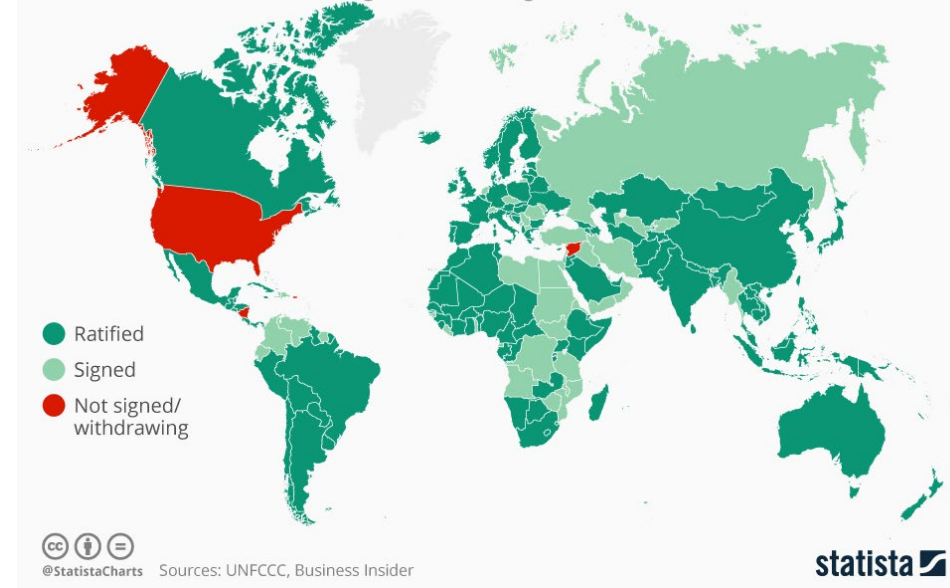 Ratified
Signed
Not signed/
withdrawing
@StatistaCharts Sources: UNFCCC, Business Insider
statista